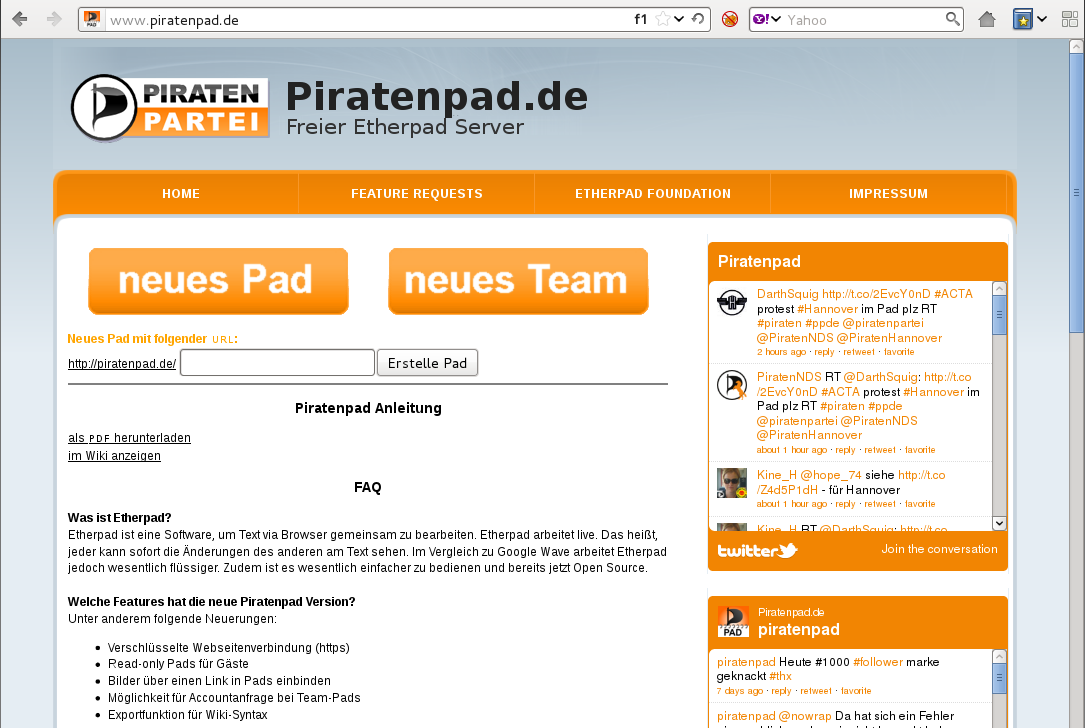 www.piratenpad.de
f1
Yahoo
PIRATEN
PARTEI
Piratenpad.de
Freier Etherpad Server
HOME
FEATURE REQUESTS
ETHERPAD FOUNDATION
IMPRESSUM
neues Pad
neues Team
Neues Pad mit folgender URL:
http://piratenpad.de/
Erstelle Pad
Piratenpad Anleitung
als PDF herunterladen
im Wiki anzeigen
FAQ
Was ist Etherpad?
Etherpad ist eine Software, um Text via Browser gemeinsam zu bearbeiten. Etherpad arbeitet live. Das heißt,
jeder kann sofort die Änderungen des anderen am Text sehen. Im Vergleich zu Google Wave arbeitet Etherpad
jedoch wesentlich flüssiger. Zudem ist es wesentlich einfacher zu bedienen und bereits jetzt Open Source.
Welche Features hat die neue Piratenpad Version?
Unter anderem folgende Neuerungen:
• Verschlüsselte Webseitenverbindung (https)
• Read-only Pads für Gäste
• Bilder über einen Link in Pads einbinden
• Möglichkeit für Accountanfrage bei Team-Pads
• Exportfunktion für Wiki-Syntax
Piratenpad
DarthSquig http://t.co/2EvcY0nD #ACTA
protest #Hannover im Pad plz RT
#piraten #ppde @piratenpartei
@PiratenNDS @PiratenHannover
2 hours ago · reply · retweet · favorite
PiratenNDS RT @DarthSquig: http://t.co
/2EvcY0nD #ACTA protest #Hannover im
Pad plz RT #piraten #ppde
@piratenpartei @PiratenNDS
@PiratenHannover
about 1 hour ago · reply · retweet · favorite
Kine_H @hope_74 siehe http://t.co
/Z4d5P1dH - für Hannover
about 1 hour ago · reply · retweet · favorite
Kine_H RT @DarthSquig: http://t.co
twitter
Join the conversation
PAD
Piratenpad.de
piratenpad
piratenpad Heute #1000 #follower marke
geknackt #thx
7 days ago · reply · retweet · favorite
piratenpad @nowrap Da hat sich ein Fehler